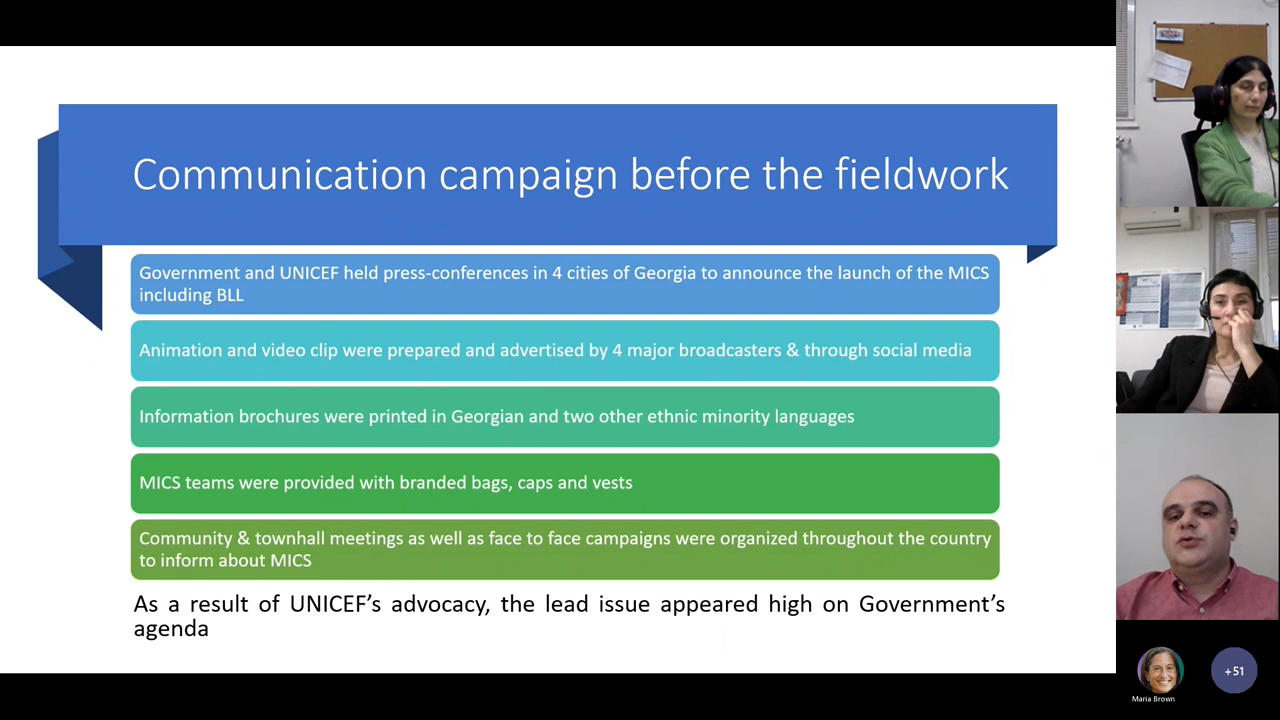 Communication campaign before the fieldwork
Government and UNICEF held press-conferences in 4 cities of Georgia to announce the launch of the MICS
including BLL
Animation and video clip were prepared and advertised by 4 major broadcasters & through social media
Information brochures were printed in Georgian and two other ethnic minority languages
MICS teams were provided with branded bags, caps and vests
Community & townhall meetings as well as face to face campaigns were organized throughout the country
to inform about MICS
As a result of UNICEF’s advocacy, the lead issue appeared high on Government’s
agenda
Maria Brown
+51